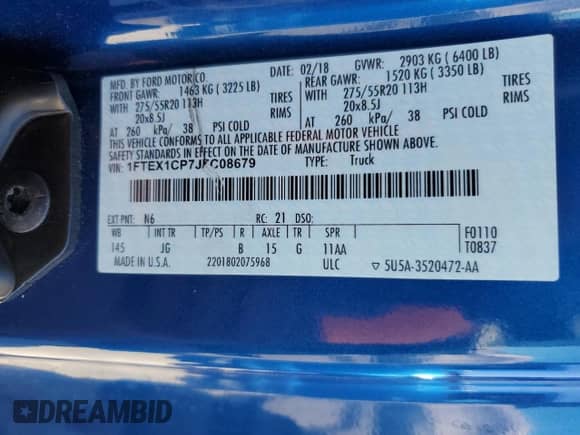 MFD. BY FORD MOTOR CO.
DATE: 02/18 GVWR: 2903 KG (6400 LB)
FRONT GAWR: 1463 KG (3225 LB) REAR GAWR: 1520 KG (3350 LB)
WITH 275/55R20 113H TIRES WITH 275/55R20 113H TIRES
20x8.5J RIMS 20x8.5J RIMS
AT 260 kPa/ 38 PSI COLD AT 260 kPa/ 38 PSI COLD
THIS VEHICLE CONFORMS TO ALL APPLICABLE FEDERAL MOTOR VEHICLE
SAFETY AND THEFT PREVENTION STANDARDS IN EFFECT ON THE DATE OF MANUFACTURE SHOWN ABOVE.
VIN: TYPE: Truck
EXT PNT: N6 RC: 21 DSO:
WB INT TR TP/PS R AXLE TR SPR
145 JG B 15 G 11AA
F0110
T0837
MADE IN U.S.A. 2201802075968 ULC ▽ 5U5A-3520472-AA
DREAMBID